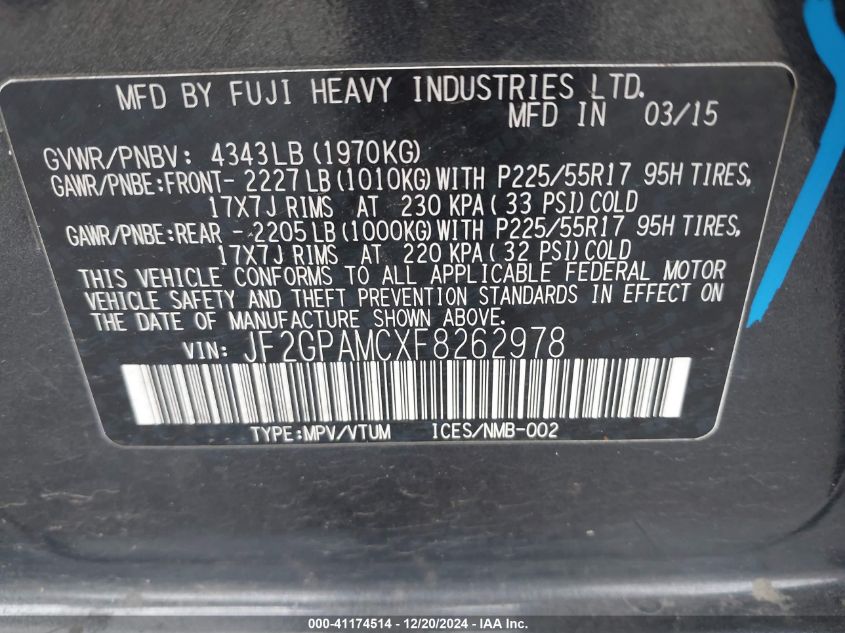 MFD BY FUJI HEAVY INDUSTRIES LTD.
MFD IN 03/15
GVWR/PNBV: 4343LB (1970KG)
GAWR/PNBE:FRONT- 2227LB(1010KG)WITH P225/55R17 95H TIRES,
17X7J RIMS AT 230 KPA( 33 PSI)COLD
GAWR/PNBE:REAR -2205LB(1000KG)WITH P225/55R17 95H TIRES,
17X7J RIMS AT 220 KPA( 32 PSI)COLD
THIS VEHICLE CONFORMS TO ALL APPLICABLE FEDERAL MOTOR
VEHICLE SAFETY AND THEFT PREVENTION STANDARDS IN EFFECT ON
THE DATE OF MANUFACTURE SHOWN ABOVE.
VIN: JF2GPAMCXF8262978
TYPE:MPV/VTUM ICES/NMB-002
000-41174514 - 12/20/2024 - IAA Inc.